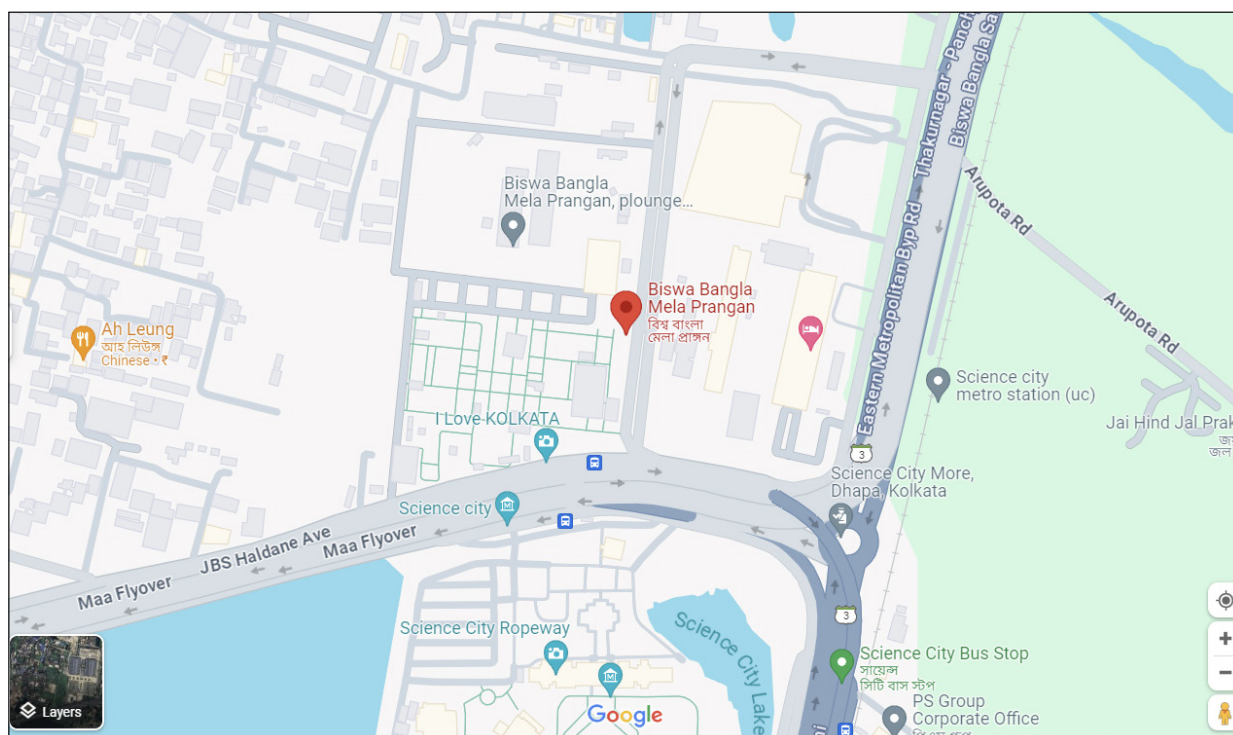 Thakurnagar - Panch
Biswa Bangla Sa
Biswa Bangla
Mela Prangan, plounge...
Arupota Rd
Eastern Metropolitan Byp Rd
Biswa Bangla
Mela Prangan
বিশ্ব বাংলা
মেলা প্রাঙ্গন
Arupota Rd
Ah Leung
আহ লিউঙ্গ
Chinese • ₹
Science city
metro station (uc)
I Love KOLKATA
Jai Hind Jal Prak
জল
3
Science City More,
Dhapa, Kolkata
Science city
JBS Haldane Ave
Maa Flyover
Maa Flyover
3
Science City Ropeway
Science City Lake
Science City Bus Stop
সায়েন্স
সিটি বাস স্টপ
PS Group
Corporate Office
Layers
Google